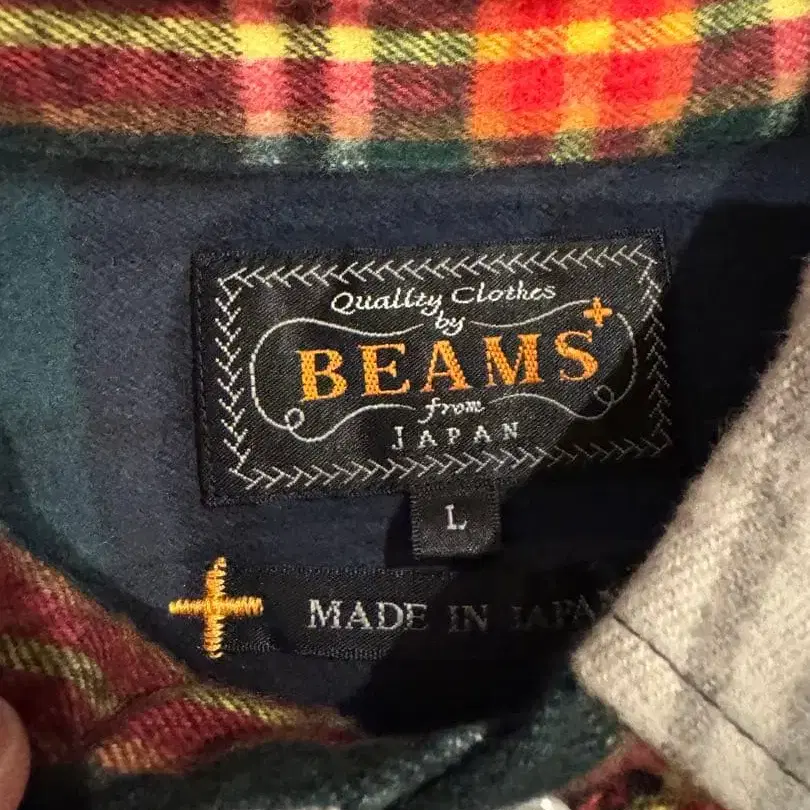 Quality Clothes
by
BEAMS+
from
JAPAN
L
MADE IN JAPAN